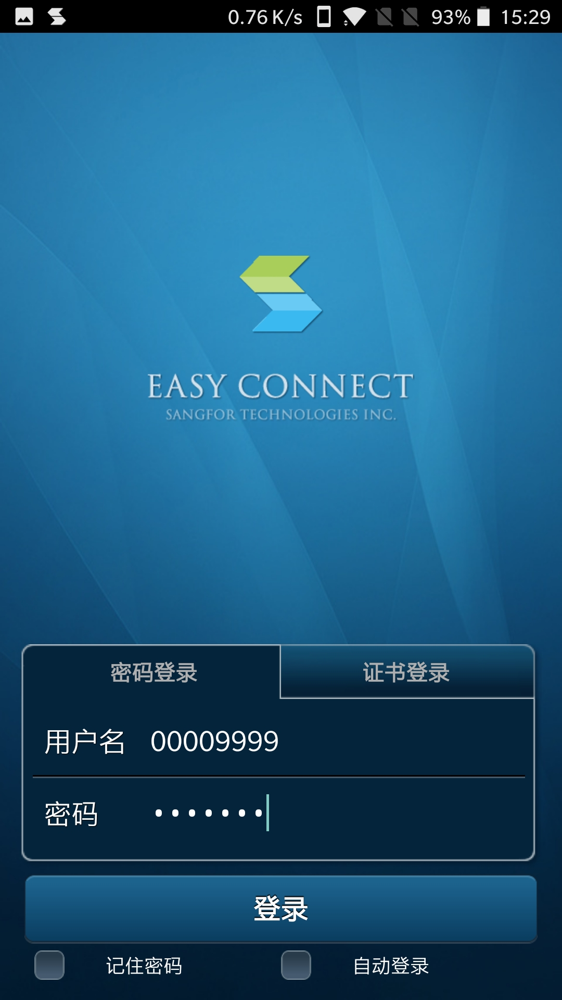 0.76 K/s 93% 15:29
EASY CONNECT
SANGFOR TECHNOLOGIES INC.
密码登录 证书登录
用户名 00009999
密码 •••••••
登录
记住密码 自动登录